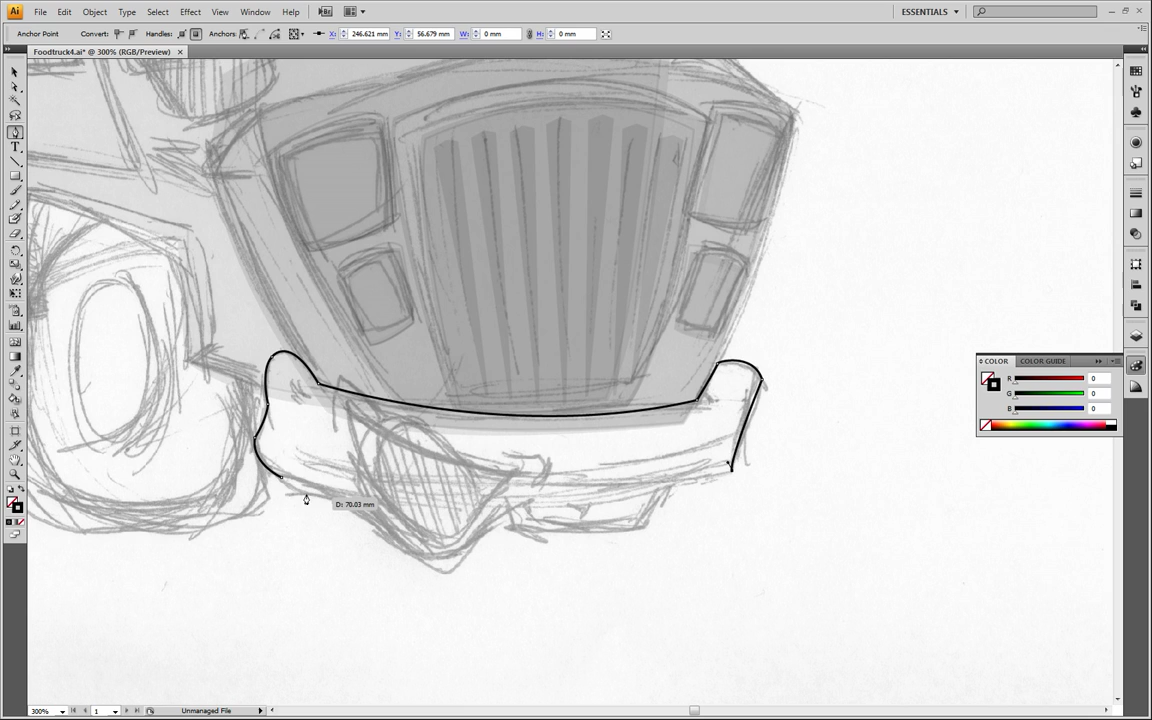 Ai File Edit Object Type Select Effect View Window Help Br ESSENTIALS
Anchor Point Convert: Handles: Anchors: X: 246.621 mm Y: 56.679 mm W: 0 mm H: 0 mm
Foodtruck4.ai* @ 300% (RGB/Preview) ×
COLOR COLOR GUIDE
R 0
G 0
B 0
D: 70.03 mm
300% 1 Unmanaged File